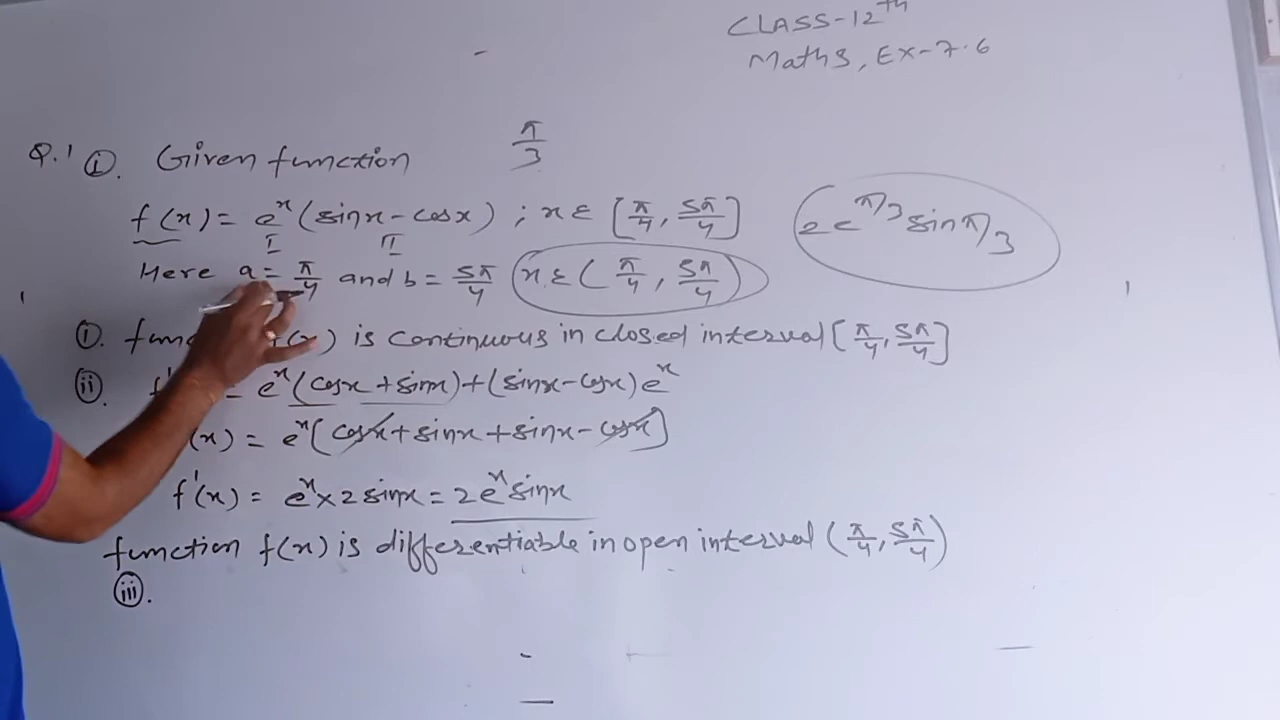 CLASS-12th
Maths, EX-7.6
π/3
Q.1 (i). Given function
f(x) = e^x (sinx - cosx) ; x ε [π/4, 5π/4]
2e^π/3 sin π/3
I II
Here a = π/4 and b = 5π/4 x ε (π/4, 5π/4)
(i). f(x) is continuous in closed interval [π/4, 5π/4]
(ii). = e^x (cosx + sinx) + (sinx - cosx) e^x
(x) = e^x [cosx + sinx + sinx - cosx]
f'(x) = e^x × 2 sinx = 2e^x sinx
function f(x) is differentiable in open interval (π/4, 5π/4)
(iii).